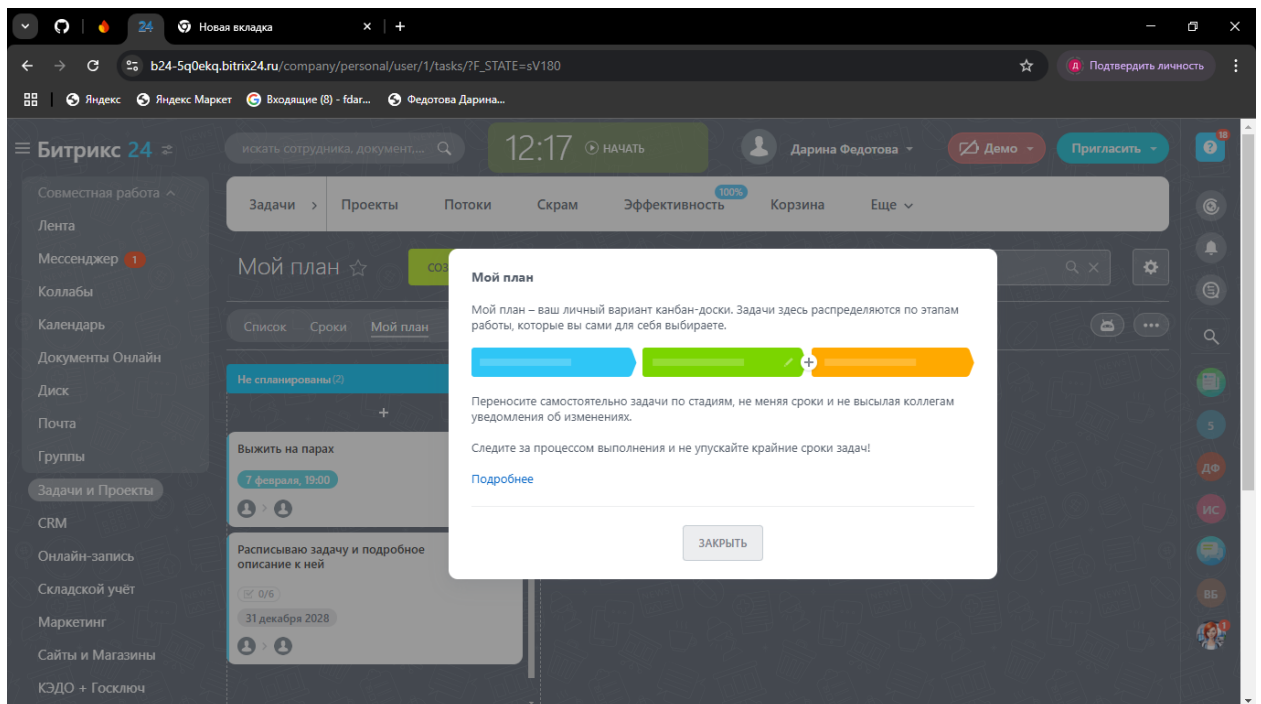 24
Новая вкладка
b24-5q0ekq.bitrix24.ru/company/personal/user/1/tasks/?F_STATE=sV180
Д Подтвердить личность
Яндекс Яндекс Маркет Входящие (8) - fdar... Федотова Дарина...
Битрикс 24
искать сотрудника, документ,...
12:17 НАЧАТЬ
Дарина Федотова
Демо
Пригласить
18
Совместная работа
Лента
Мессенджер 1
Коллабы
Календарь
Документы Онлайн
Диск
Почта
Группы
Задачи и Проекты
CRM
Онлайн-запись
Складской учёт
Маркетинг
Сайты и Магазины
КЭДО + Госключ
Задачи Проекты Потоки Скрам Эффективность 100% Корзина Еще
Мой план
СОЗ
Список Сроки Мой план
Не спланированы (2)
+
Выжить на парах
7 февраля, 19:00
Расписываю задачу и подробное
описание к ней
0/6
31 декабря 2028
Мой план
Мой план – ваш личный вариант канбан-доски. Задачи здесь распределяются по этапам
работы, которые вы сами для себя выбираете.
Переносите самостоятельно задачи по стадиям, не меняя сроки и не высылая коллегам
уведомления об изменениях.
Следите за процессом выполнения и не упускайте крайние сроки задач!
Подробнее
ЗАКРЫТЬ
S
ДФ
ИС
ВБ